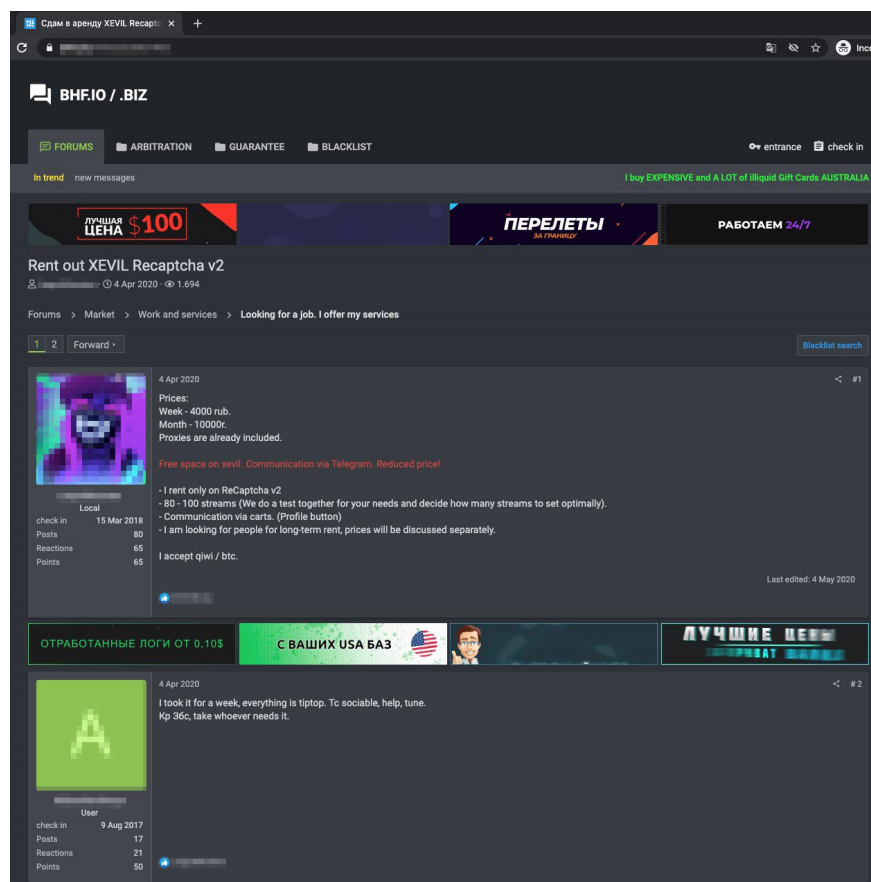 Сдам в аренду XEVIL Recapt
BHF.IO / .BIZ
FORUMS ARBITRATION GUARANTEE BLACKLIST
entrance check in
In trend new messages
I buy EXPENSIVE and A LOT of illiquid Gift Cards AUSTRALIA
ЛУЧШАЯ ЦЕНА $100
ПЕРЕЛЕТЫ
ЗА ГРАНИЦУ
РАБОТАЕМ 24/7
Rent out XEVIL Recaptcha v2
4 Apr 2020 · 1.694
Forums > Market > Work and services > Looking for a job. I offer my services
1 2 Forward
Blacklist search
4 Apr 2020
#1
Prices:
Week - 4000 rub.
Month - 10000r.
Proxies are already included.
Free space on xevil. Communication via Telegram. Reduced price!
- I rent only on ReCaptcha v2
- 80 - 100 streams (We do a test together for your needs and decide how many streams to set optimally).
- Communication via carts. (Profile button)
- I am looking for people for long-term rent, prices will be discussed separately.
I accept qiwi / btc.
Local
check in 15 Mar 2018
Posts 80
Reactions 65
Points 65
Last edited: 4 May 2020
ОТРАБОТАННЫЕ ЛОГИ ОТ 0,10$
С ВАШИХ USA БАЗ
ЛУЧШИЕ ЦЕНЫ
4 Apr 2020
#2
I took it for a week, everything is tiptop. Tc sociable, help, tune.
Кр 36с, take whoever needs it.
A
User
check in 9 Aug 2017
Posts 17
Reactions 21
Points 50